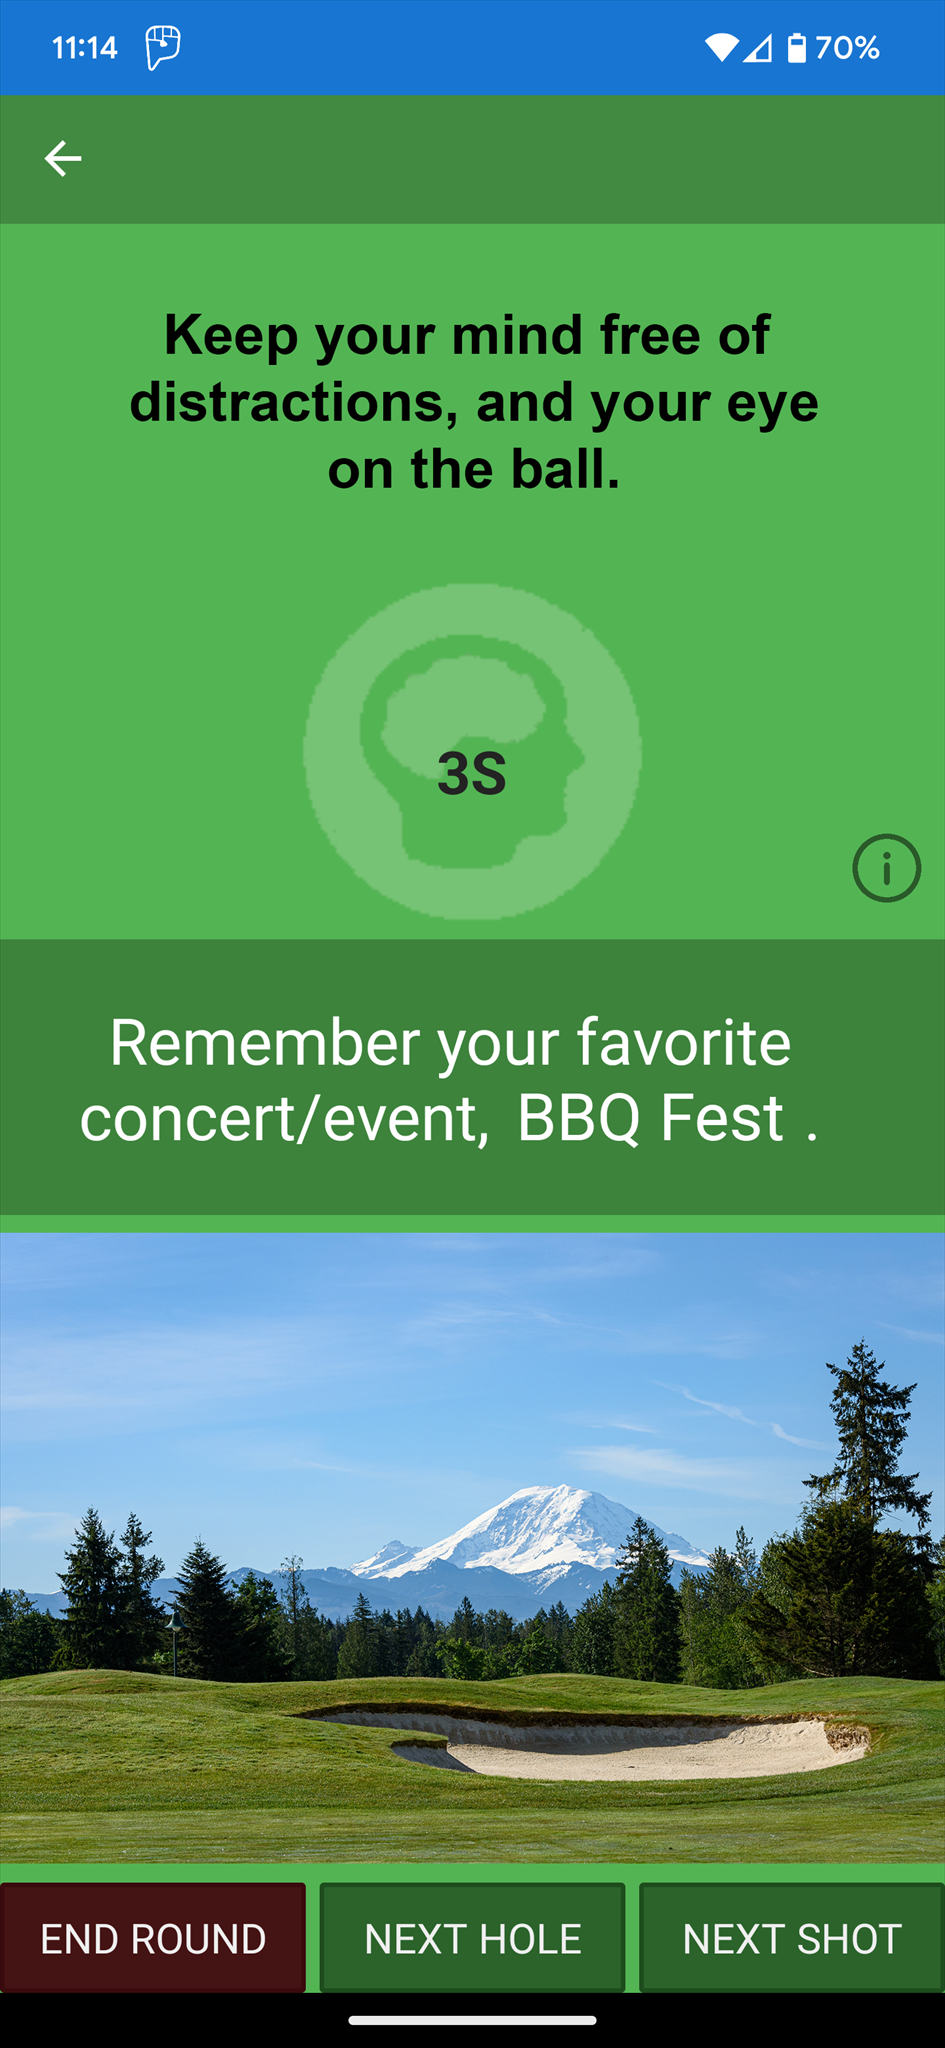 11:14
70%
Keep your mind free of
distractions, and your eye
on the ball.
3S
Remember your favorite
concert/event, BBQ Fest .
END ROUND
NEXT HOLE
NEXT SHOT